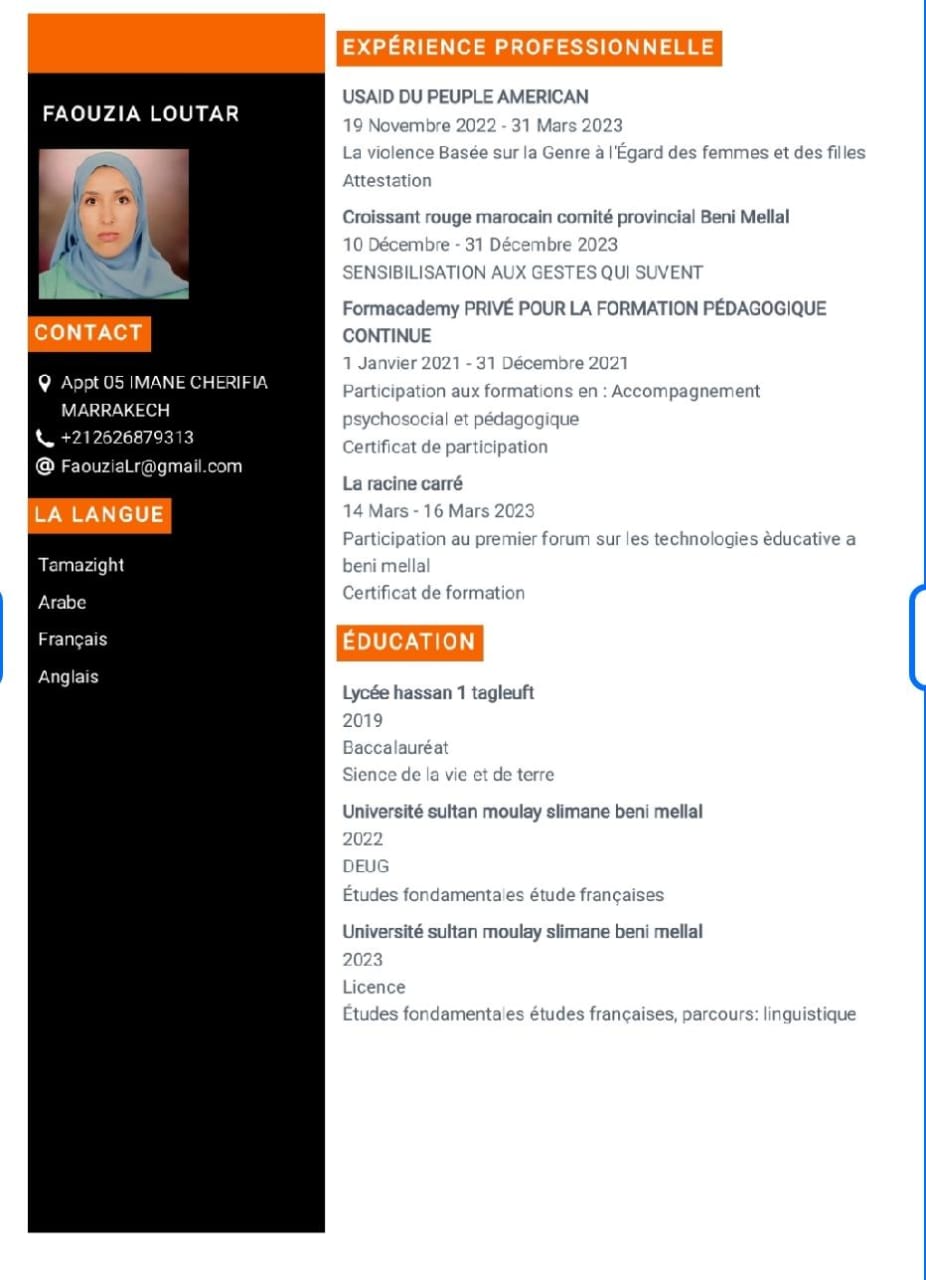 FAOUZIA LOUTAR
CONTACT
Appt 05 IMANE CHERIFIA
MARRAKECH
+212626879313
@ FaouziaLr@gmail.com
LA LANGUE
Tamazight
Arabe
Français
Anglais
EXPÉRIENCE PROFESSIONNELLE
USAID DU PEUPLE AMERICAN
19 Novembre 2022 - 31 Mars 2023
La violence Basée sur la Genre à l'Égard des femmes et des filles
Attestation
Croissant rouge marocain comité provincial Beni Mellal
10 Décembre - 31 Décembre 2023
SENSIBILISATION AUX GESTES QUI SUVENT
Formacademy PRIVÉ POUR LA FORMATION PÉDAGOGIQUE
CONTINUE
1 Janvier 2021 - 31 Décembre 2021
Participation aux formations en : Accompagnement
psychosocial et pédagogique
Certificat de participation
La racine carré
14 Mars - 16 Mars 2023
Participation au premier forum sur les technologies èducative a
beni mellal
Certificat de formation
ÉDUCATION
Lycée hassan 1 tagleuft
2019
Baccalauréat
Sience de la vie et de terre
Université sultan moulay slimane beni mellal
2022
DEUG
Études fondamentales étude françaises
Université sultan moulay slimane beni mellal
2023
Licence
Études fondamentales études françaises, parcours: linguistique